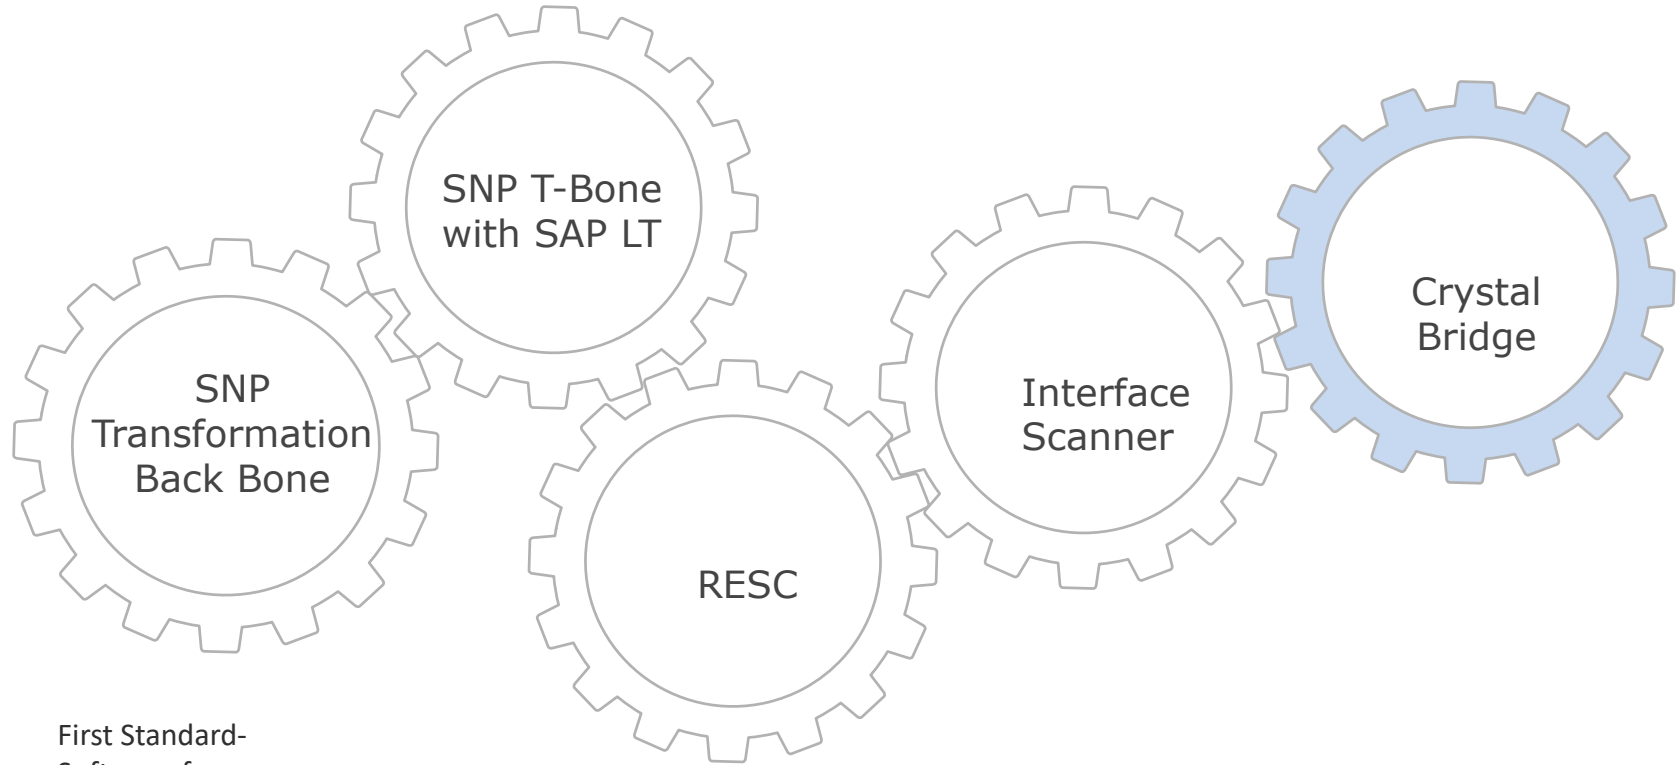 SNP T-Bone
with SAP LT
SNP
Transformation
Back Bone
RESC
Interface
Scanner
Crystal
Bridge
First Standard-